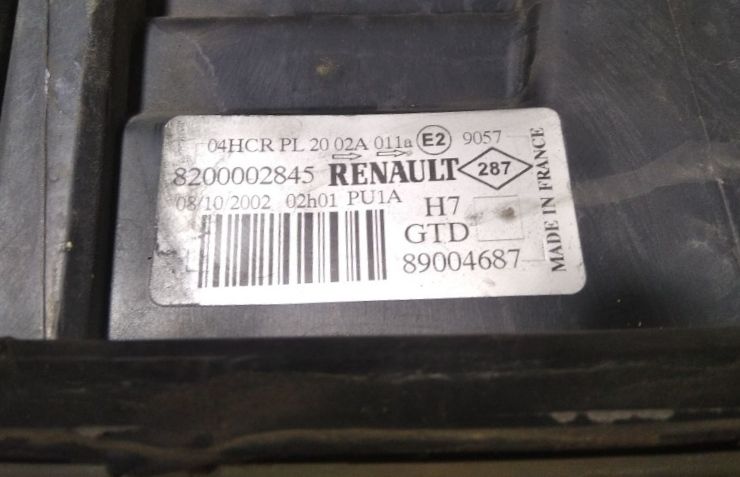 04HCR PL 20 02A 011a E2 9057
8200002845 RENAULT 287
08/10/2002 02h01 PU1A
H7
GTD
89004687
MADE IN FRANCE